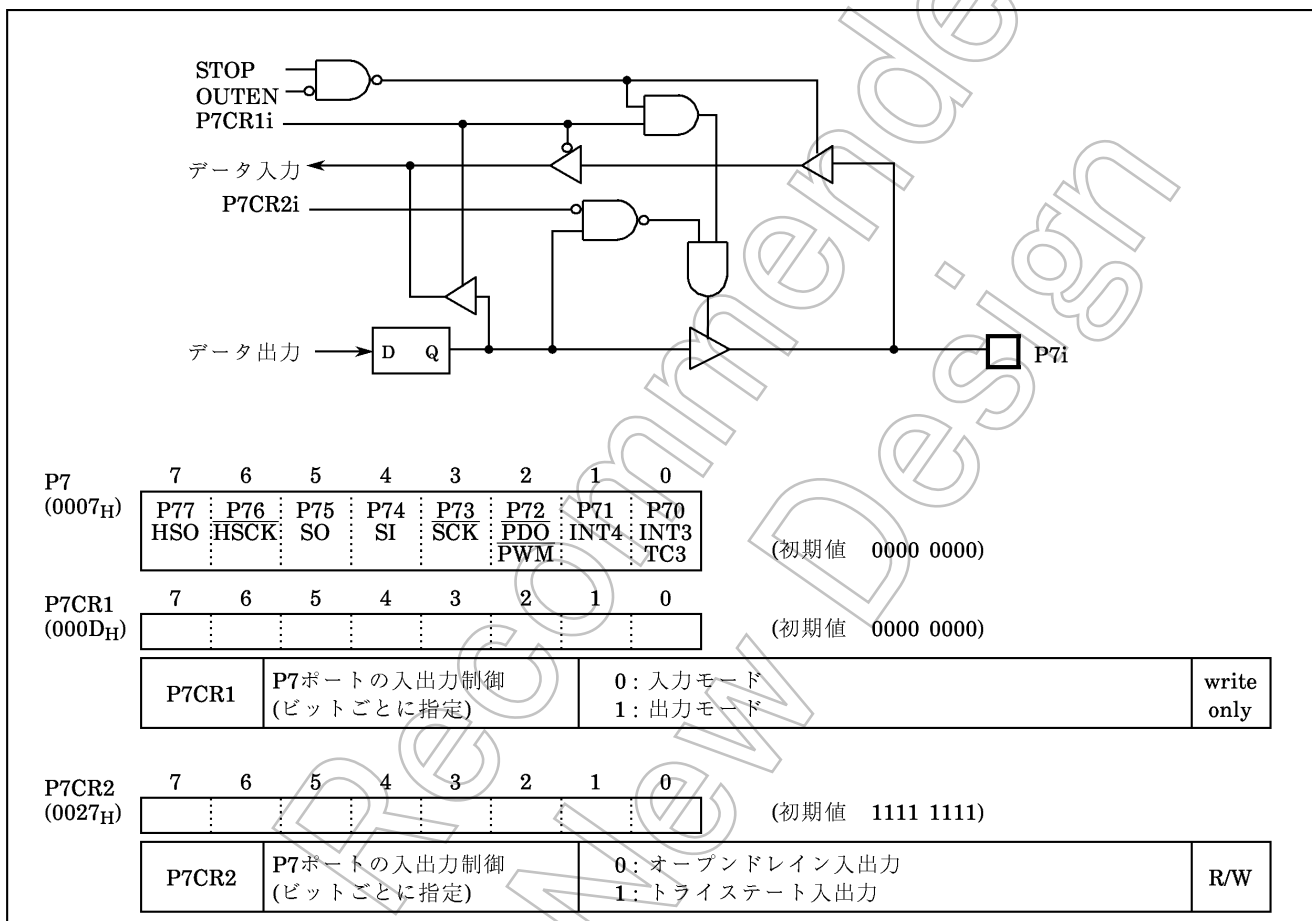 STOP
OUTEN
P7CR1i
データ入力
P7CR2i
データ出力
D Q
P7i
P7
(0007H)
7 6 5 4 3 2 1 0
P77 P76 P75 P74 P73 P72 P71 P70
HSO HSCK SO SI SCK PDO INT4 INT3
PWM TC3
(初期値 0000 0000)
P7CR1
(000DH)
7 6 5 4 3 2 1 0
(初期値 0000 0000)
P7CR1
P7ポートの入出力制御
(ビットごとに指定)
0: 入力モード
1: 出力モード
write
only
P7CR2
(0027H)
7 6 5 4 3 2 1 0
(初期値 1111 1111)
P7CR2
P7ポートの入出力制御
(ビットごとに指定)
0: オープンドレイン入出力
1: トライステート入出力
R/W
Recommende
New Design